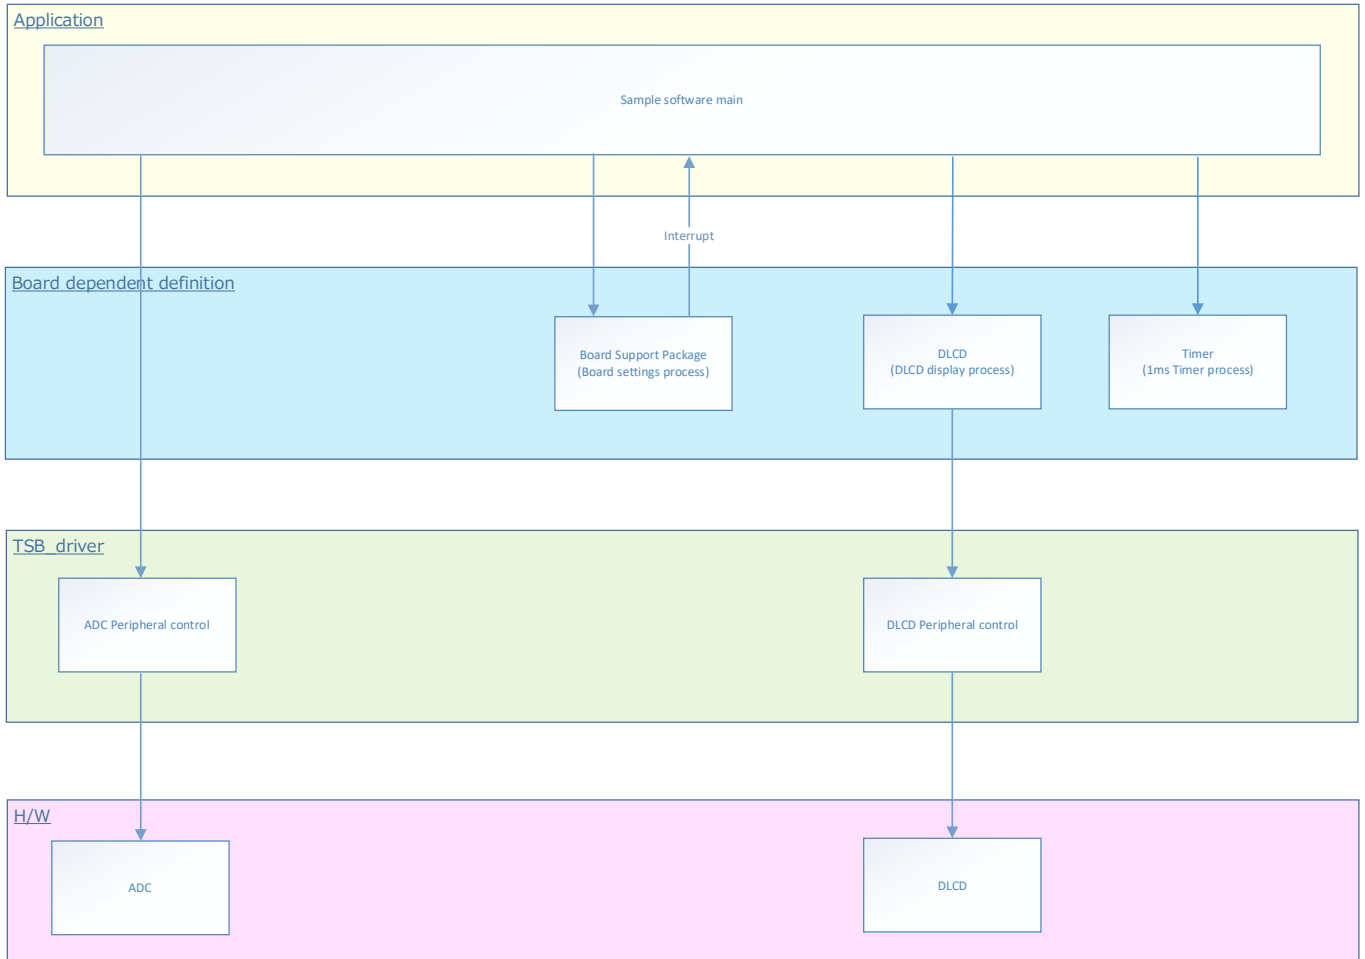 Application
Sample software main
Interrupt
Board dependent definition
Board Support Package
(Board settings process)
DLCD
(DLCD display process)
Timer
(1ms Timer process)
TSB_driver
ADC Peripheral control
DLCD Peripheral control
H/W
ADC
DLCD